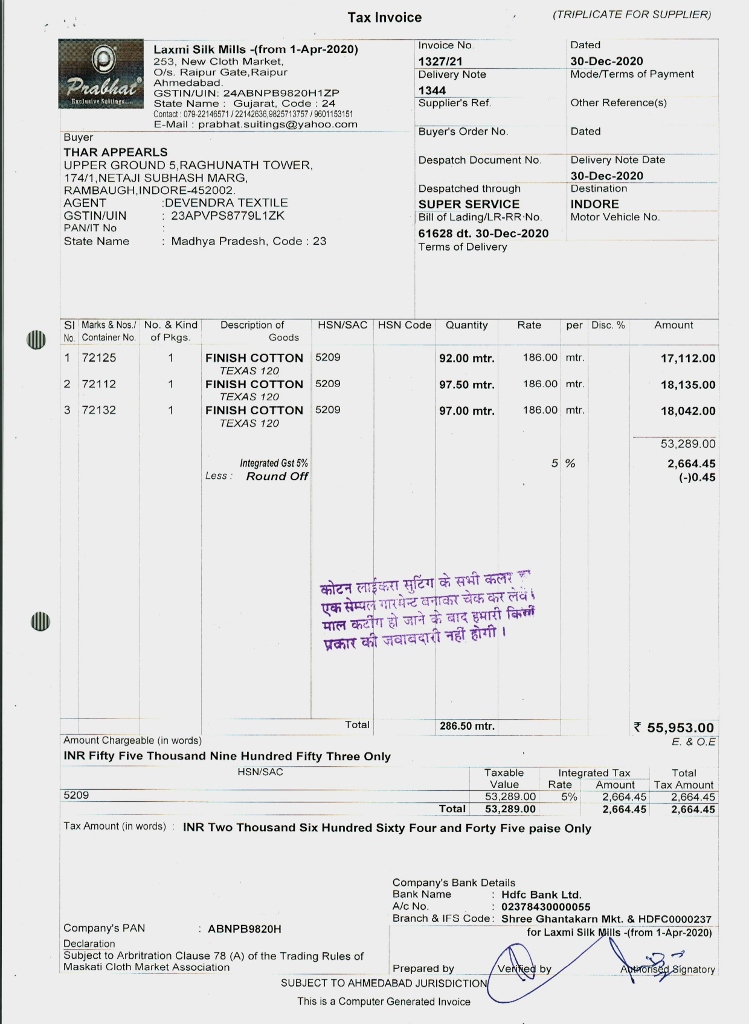 Tax Invoice
(TRIPLICATE FOR SUPPLIER)
Prabhat
Exclusive Suitings...
Laxmi Silk Mills -(from 1-Apr-2020)
253, New Cloth Market,
O/s. Raipur Gate,Raipur
Ahmedabad.
GSTIN/UIN: 24ABNPB9820H1ZP
State Name : Gujarat, Code : 24
Contact : 079-22146571 / 22142636,9825713757 / 9601153151
E-Mail : prabhat.suitings@yahoo.com
Invoice No. Dated
1327/21 30-Dec-2020
Delivery Note Mode/Terms of Payment
1344
Supplier's Ref. Other Reference(s)
Buyer's Order No. Dated
Despatch Document No. Delivery Note Date
30-Dec-2020
Despatched through Destination
SUPER SERVICE INDORE
Bill of Lading/LR-RR-No. Motor Vehicle No.
61628 dt. 30-Dec-2020
Terms of Delivery
Buyer
THAR APPEARLS
UPPER GROUND 5,RAGHUNATH TOWER,
174/1,NETAJI SUBHASH MARG,
RAMBAUGH,INDORE-452002.
AGENT :DEVENDRA TEXTILE
GSTIN/UIN : 23APVPS8779L1ZK
PAN/IT No :
State Name : Madhya Pradesh, Code : 23
Sl Marks & Nos./ No. & Kind Description of HSN/SAC HSN Code Quantity Rate per Disc. % Amount
No. Container No. of Pkgs. Goods
1 72125 1 FINISH COTTON 5209 92.00 mtr. 186.00 mtr. 17,112.00
TEXAS 120
2 72112 1 FINISH COTTON 5209 97.50 mtr. 186.00 mtr. 18,135.00
TEXAS 120
3 72132 1 FINISH COTTON 5209 97.00 mtr. 186.00 mtr. 18,042.00
TEXAS 120
53,289.00
Integrated Gst 5% 5 % 2,664.45
Less : Round Off (-)0.45
कोटन लाईकरा सुटिंग के सभी कलर
एक सेम्पल गारमेन्ट बनाकर चेक कर लेवें।
माल कटींग हो जाने के बाद हमारी किसी
प्रकार की जवाबदारी नहीं होगी।
Total 286.50 mtr. ₹ 55,953.00
Amount Chargeable (in words) E. & O.E
INR Fifty Five Thousand Nine Hundred Fifty Three Only
HSN/SAC Taxable Integrated Tax Total
Value Rate Amount Tax Amount
5209 53,289.00 5% 2,664.45 2,664.45
Total 53,289.00 2,664.45 2,664.45
Tax Amount (in words) : INR Two Thousand Six Hundred Sixty Four and Forty Five paise Only
Company's Bank Details
Bank Name : Hdfc Bank Ltd.
A/c No. : 02378430000055
Branch & IFS Code : Shree Ghantakarn Mkt. & HDFC0000237
Company's PAN : ABNPB9820H
Declaration
Subject to Arbritration Clause 78 (A) of the Trading Rules of
Maskati Cloth Market Association
for Laxmi Silk Mills -(from 1-Apr-2020)
Prepared by Verified by Authorised Signatory
SUBJECT TO AHMEDABAD JURISDICTION
This is a Computer Generated Invoice